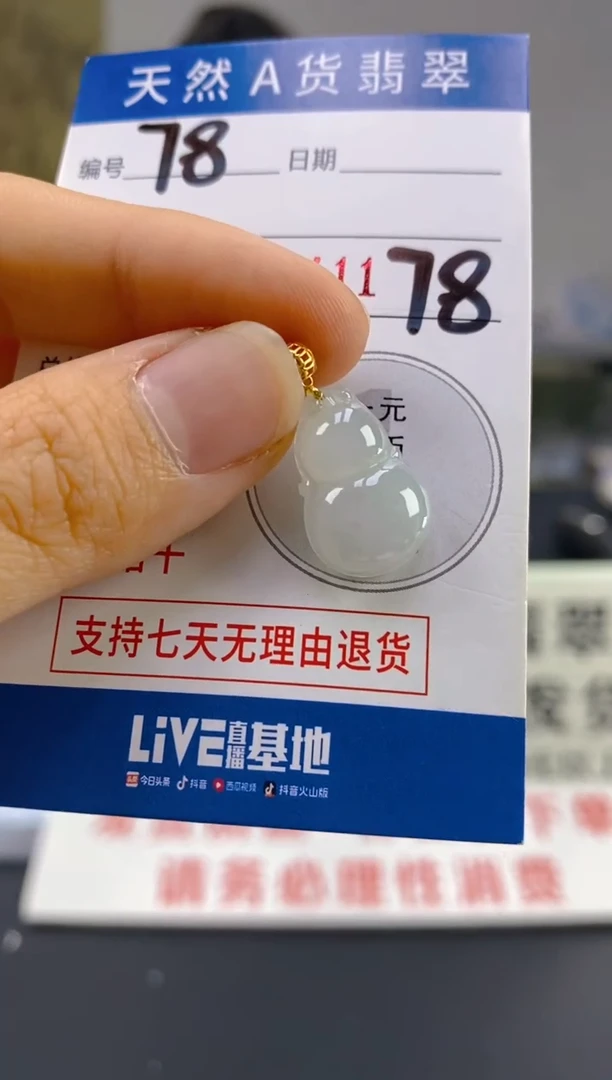 天然A货翡翠
编号 78 日期
11 78
元
支持七天无理由退货
LiVE直播基地
今日头条 抖音 西瓜视频 抖音火山版
翠
请务必理性消费